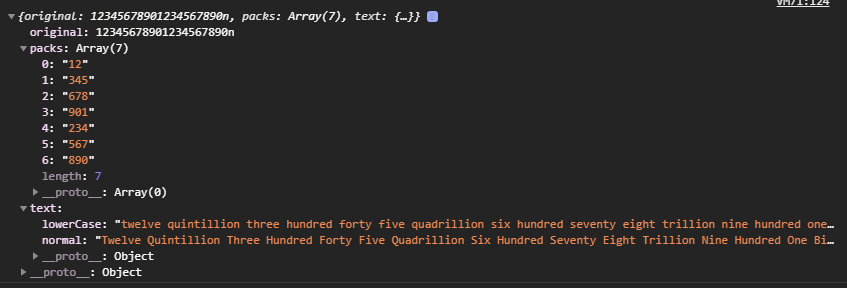 VM71:124
{original: 12345678901234567890n, packs: Array(7), text: {…}}
original: 12345678901234567890n
packs: Array(7)
0: "12"
1: "345"
2: "678"
3: "901"
4: "234"
5: "567"
6: "890"
length: 7
__proto__: Array(0)
text:
lowerCase: "twelve quintillion three hundred forty five quadrillion six hundred seventy eight trillion nine hundred one…
normal: "Twelve Quintillion Three Hundred Forty Five Quadrillion Six Hundred Seventy Eight Trillion Nine Hundred One Bi…
__proto__: Object
__proto__: Object